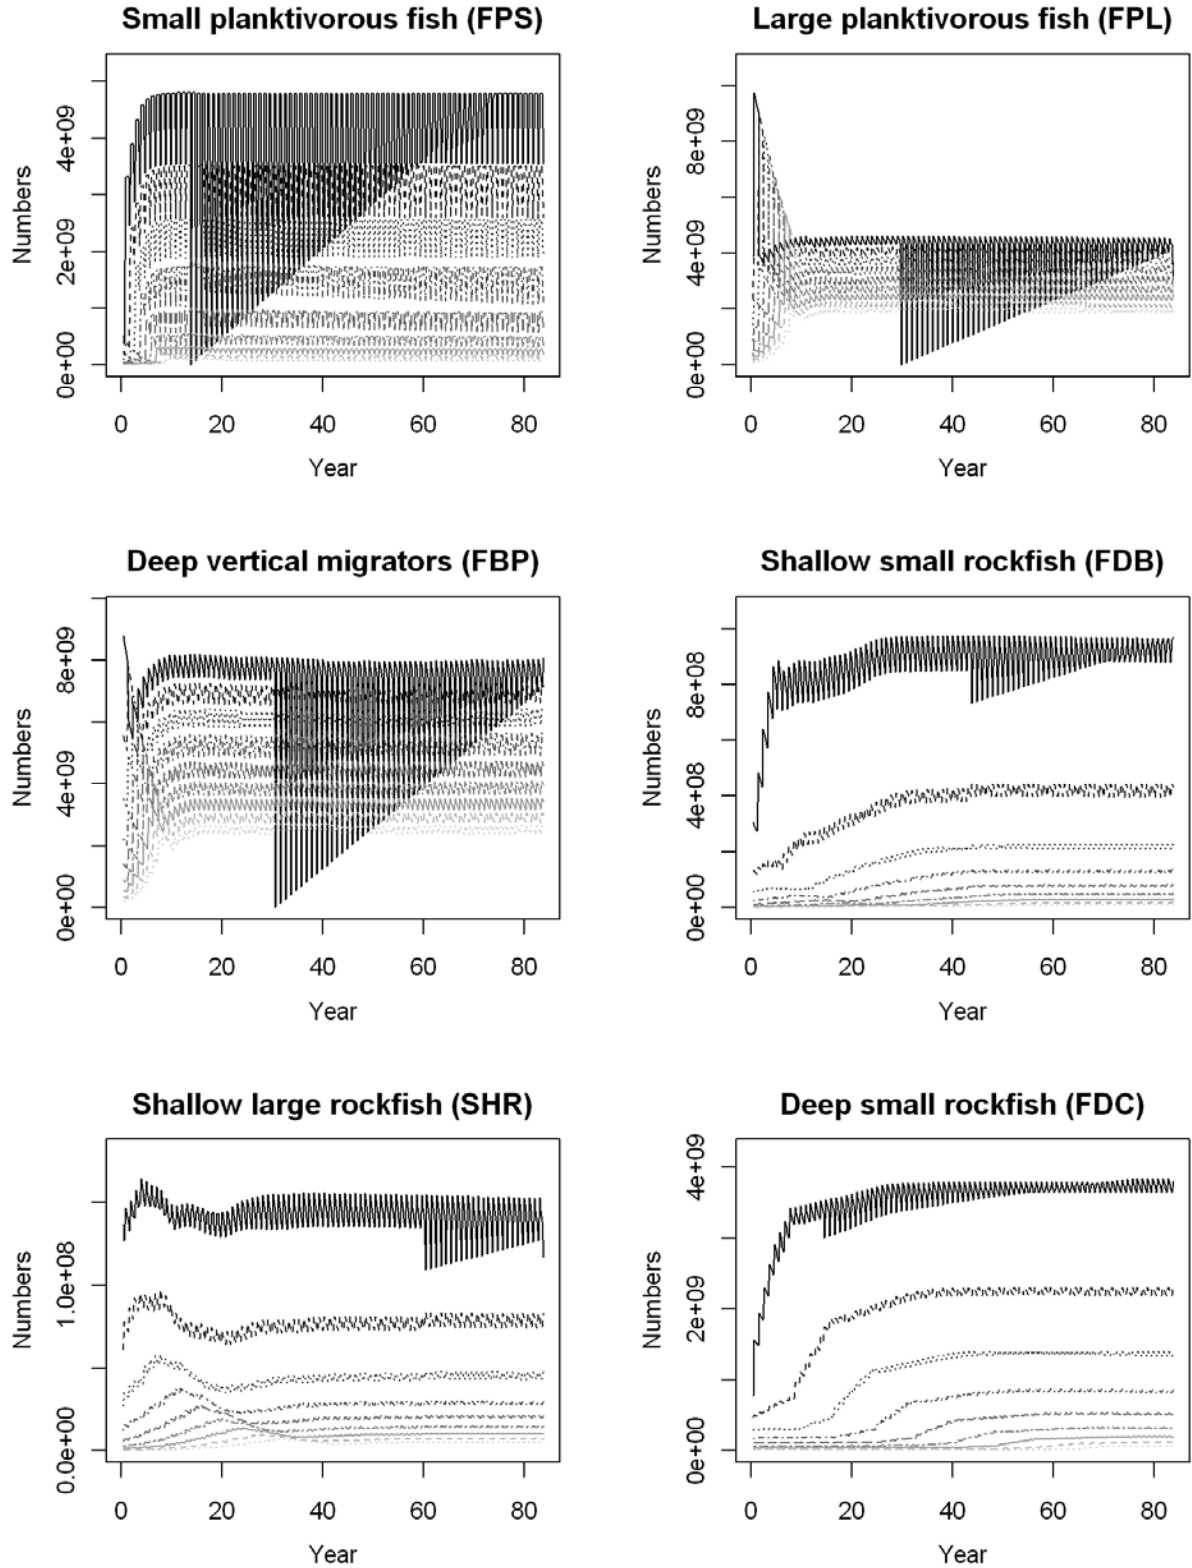 Small planktivorous fish (FPS)
Numbers
0e+00 2e+09 4e+09
0 20 40 60 80
Year
Large planktivorous fish (FPL)
Numbers
0e+00 4e+09 8e+09
0 20 40 60 80
Year
Deep vertical migrators (FBP)
Numbers
0e+00 4e+09 8e+09
0 20 40 60 80
Year
Shallow small rockfish (FDB)
Numbers
0e+00 4e+08 8e+08
0 20 40 60 80
Year
Shallow large rockfish (SHR)
Numbers
0.0e+00 1.0e+08
0 20 40 60 80
Year
Deep small rockfish (FDC)
Numbers
0e+00 2e+09 4e+09
0 20 40 60 80
Year